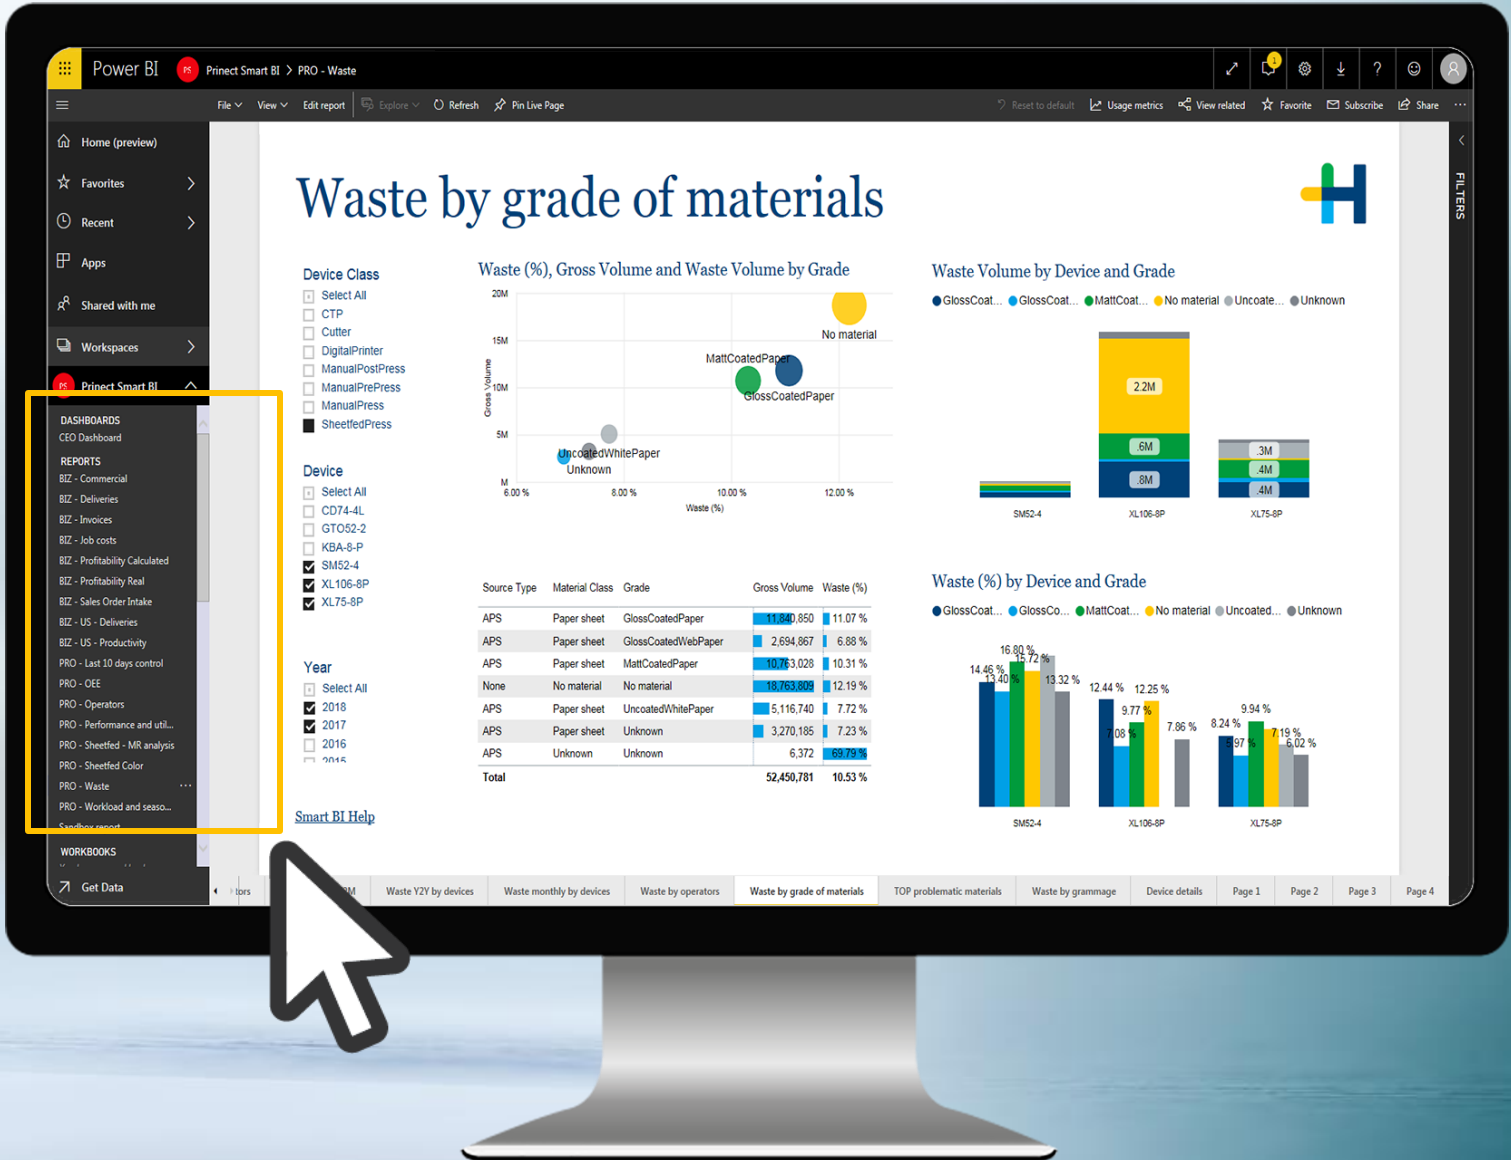 Power BI
PS
Prinect Smart BI > PRO - Waste
1
?
File
View
Edit report
Explore
Refresh
Pin Live Page
Reset to default
Usage metrics
View related
Favorite
Subscribe
Share
Home (preview)
Favorites
Recent
Apps
Shared with me
Workspaces
PS
Prinect Smart BI
DASHBOARDS
CEO Dashboard
REPORTS
BIZ - Commercial
BIZ - Deliveries
BIZ - Invoices
BIZ - Job costs
BIZ - Profitability Calculated
BIZ - Profitability Real
BIZ - Sales Order Intake
BIZ - US - Deliveries
BIZ - US - Productivity
PRO - Last 10 days control
PRO - OEE
PRO - Operators
PRO - Performance and util...
PRO - Sheetfed - MR analysis
PRO - Sheetfed Color
PRO - Waste ...
PRO - Workload and seaso...
Sandbox report
WORKBOOKS
Get Data
FILTERS
Waste by grade of materials
Device Class
Select All
CTP
Cutter
DigitalPrinter
ManualPostPress
ManualPrePress
ManualPress
SheetfedPress
Device
Select All
CD74-4L
GTO52-2
KBA-8-P
SM52-4
XL106-8P
XL75-8P
Year
Select All
2018
2017
2016
2015
Smart BI Help
Waste (%), Gross Volume and Waste Volume by Grade
20M
15M
10M
5M
M
Gross Volume
No material
MattCoatedPaper
GlossCoatedPaper
UncoatedWhitePaper
Unknown
6.00 % 8.00 % 10.00 % 12.00 %
Waste (%)
Source Type Material Class Grade Gross Volume Waste (%)
APS Paper sheet GlossCoatedPaper 11,840,850 11.07 %
APS Paper sheet GlossCoatedWebPaper 2,694,867 6.88 %
APS Paper sheet MattCoatedPaper 10,763,028 10.31 %
None No material No material 18,763,809 12.19 %
APS Paper sheet UncoatedWhitePaper 5,116,740 7.72 %
APS Paper sheet Unknown 3,270,185 7.23 %
APS Unknown Unknown 6,372 69.79 %
Total 52,450,781 10.53 %
Waste Volume by Device and Grade
GlossCoat... GlossCoat... MattCoat... No material Uncoate... Unknown
2.2M
.6M
.8M
.3M
.4M
.4M
SM52-4 XL106-8P XL75-8P
Waste (%) by Device and Grade
GlossCoat... GlossCo... MattCoat... No material Uncoated... Unknown
14.46 %
13.40 %
16.80 %
15.72 %
13.32 %
12.44 %
7.08 %
9.77 %
12.25 %
7.86 %
8.24 %
5.97 %
9.94 %
7.19 %
6.02 %
SM52-4 XL106-8P XL75-8P
tors
Waste Y2Y by devices
Waste monthly by devices
Waste by operators
Waste by grade of materials
TOP problematic materials
Waste by grammage
Device details
Page 1
Page 2
Page 3
Page 4